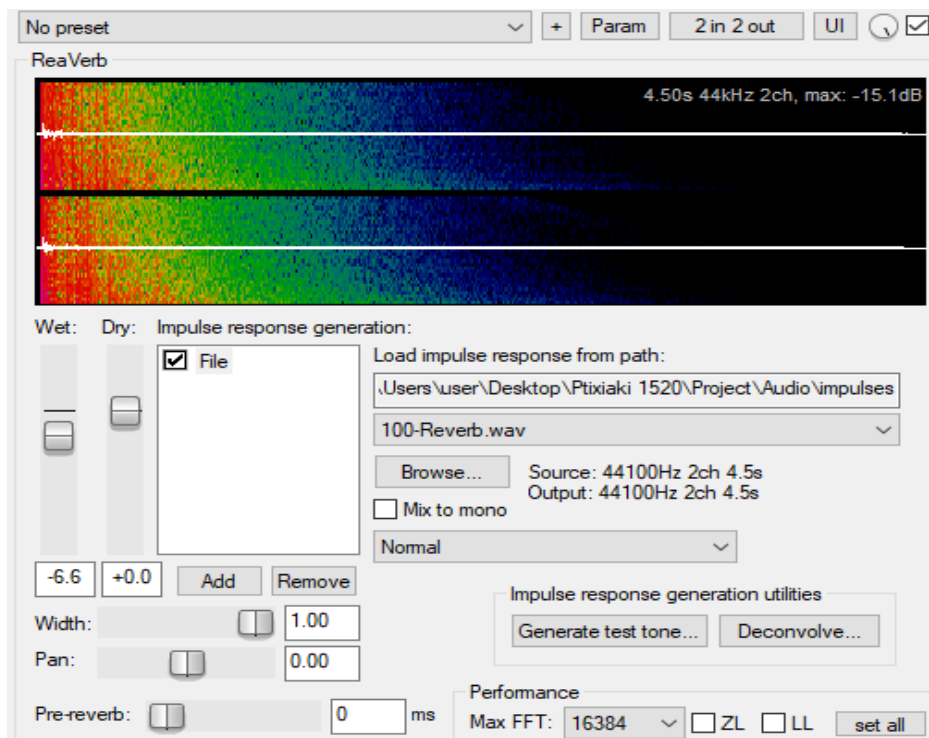 No preset + Param 2 in 2 out UI
ReaVerb
4.50s 44kHz 2ch, max: -15.1dB
Wet: Dry: Impulse response generation:
File
Load impulse response from path:
\Users\user\Desktop\Ptixiaki 1520\Project\Audio\impulses
100-Reverb.wav
Browse... Source: 44100Hz 2ch 4.5s
Output: 44100Hz 2ch 4.5s
Mix to mono
Normal
-6.6 +0.0 Add Remove
Width: 1.00
Pan: 0.00
Impulse response generation utilities
Generate test tone... Deconvolve...
Pre-reverb: 0 ms
Performance
Max FFT: 16384 ZL LL set all